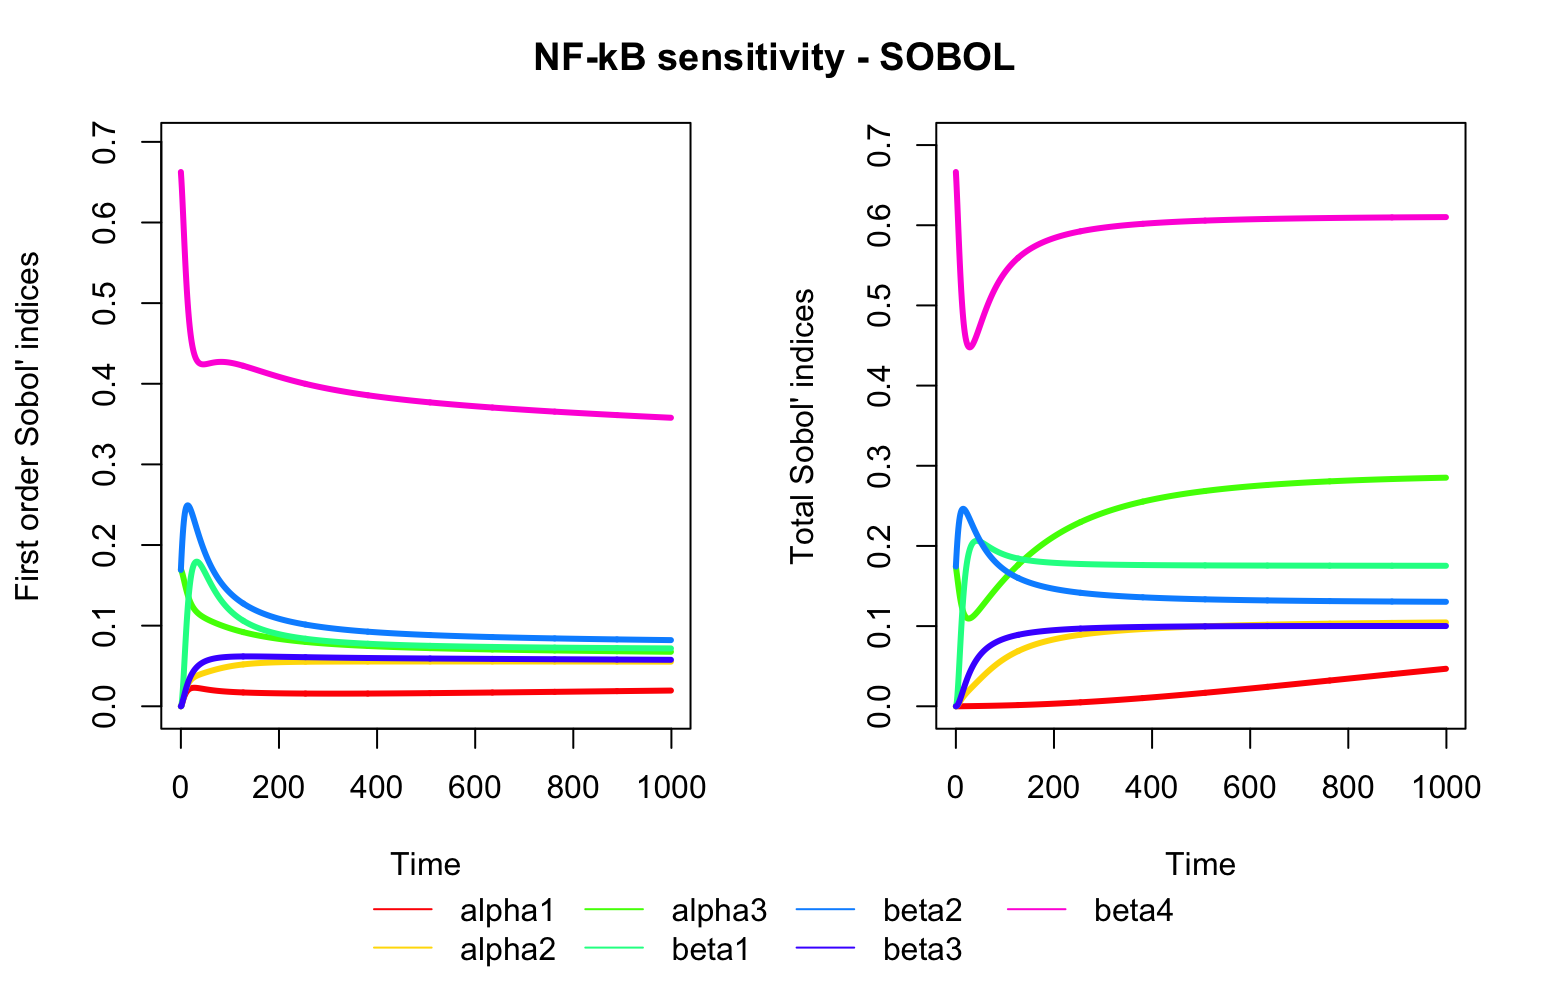 NF-kB sensitivity - SOBOL
First order Sobol' indices
0.0 0.1 0.2 0.3 0.4 0.5 0.6 0.7
0 200 400 600 800 1000
Time
Total Sobol' indices
0.0 0.1 0.2 0.3 0.4 0.5 0.6 0.7
0 200 400 600 800 1000
Time
alpha1 alpha3 beta2 beta4
alpha2 beta1 beta3